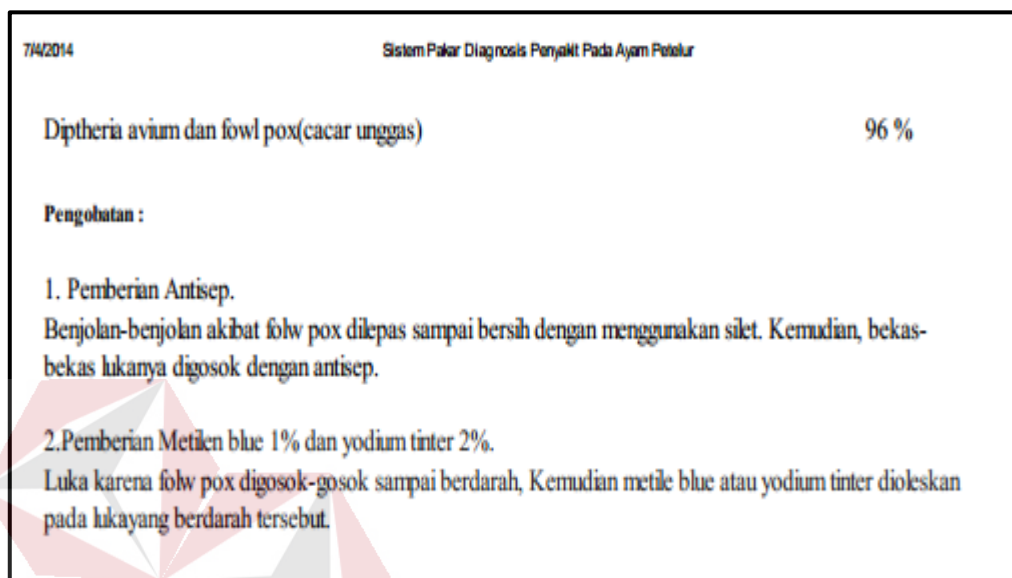 7/4/2014 Sistem Pakar Diagnosis Penyakit Pada Ayam Petelur
Diptheria avium dan fowl pox(cacar unggas) 96 %
Pengobatan :
1. Pemberian Antisep.
Benjolan-benjolan akibat folw pox dilepas sampai bersih dengan menggunakan silet. Kemudian, bekas-
bekas lukanya digosok dengan antisep.
2.Pemberian Metilen blue 1% dan yodium tinter 2%.
Luka karena folw pox digosok-gosok sampai berdarah, Kemudian metile blue atau yodium tinter dioleskan
pada lukayang berdarah tersebut.